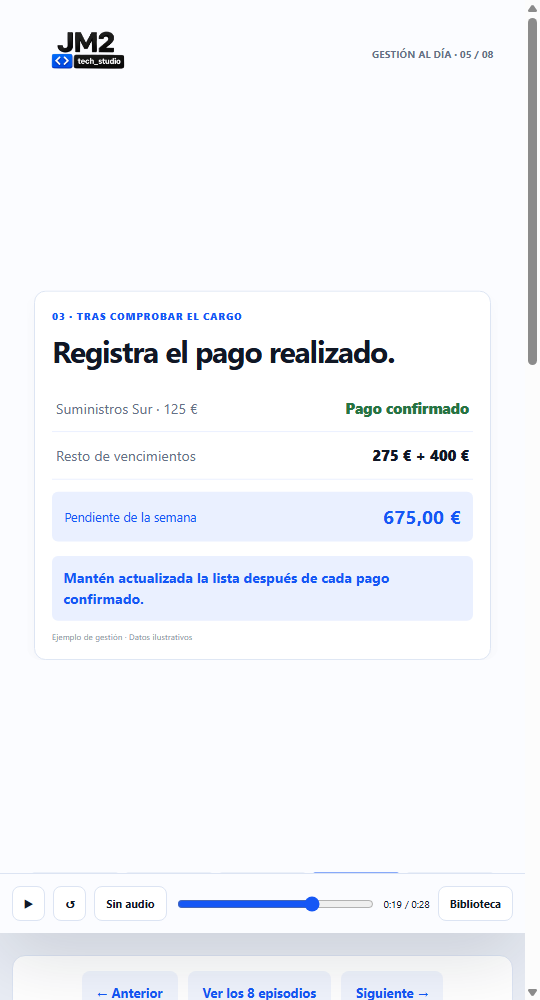 JM2
<> tech_studio
GESTIÓN AL DÍA · 05 / 08
03 · TRAS COMPROBAR EL CARGO
Registra el pago realizado.
Suministros Sur · 125 €
Pago confirmado
Resto de vencimientos
275 € + 400 €
Pendiente de la semana
675,00 €
Mantén actualizada la lista después de cada pago
confirmado.
Ejemplo de gestión · Datos ilustrativos
Sin audio
0:19 / 0:28
Biblioteca
← Anterior
Ver los 8 episodios
Siguiente →